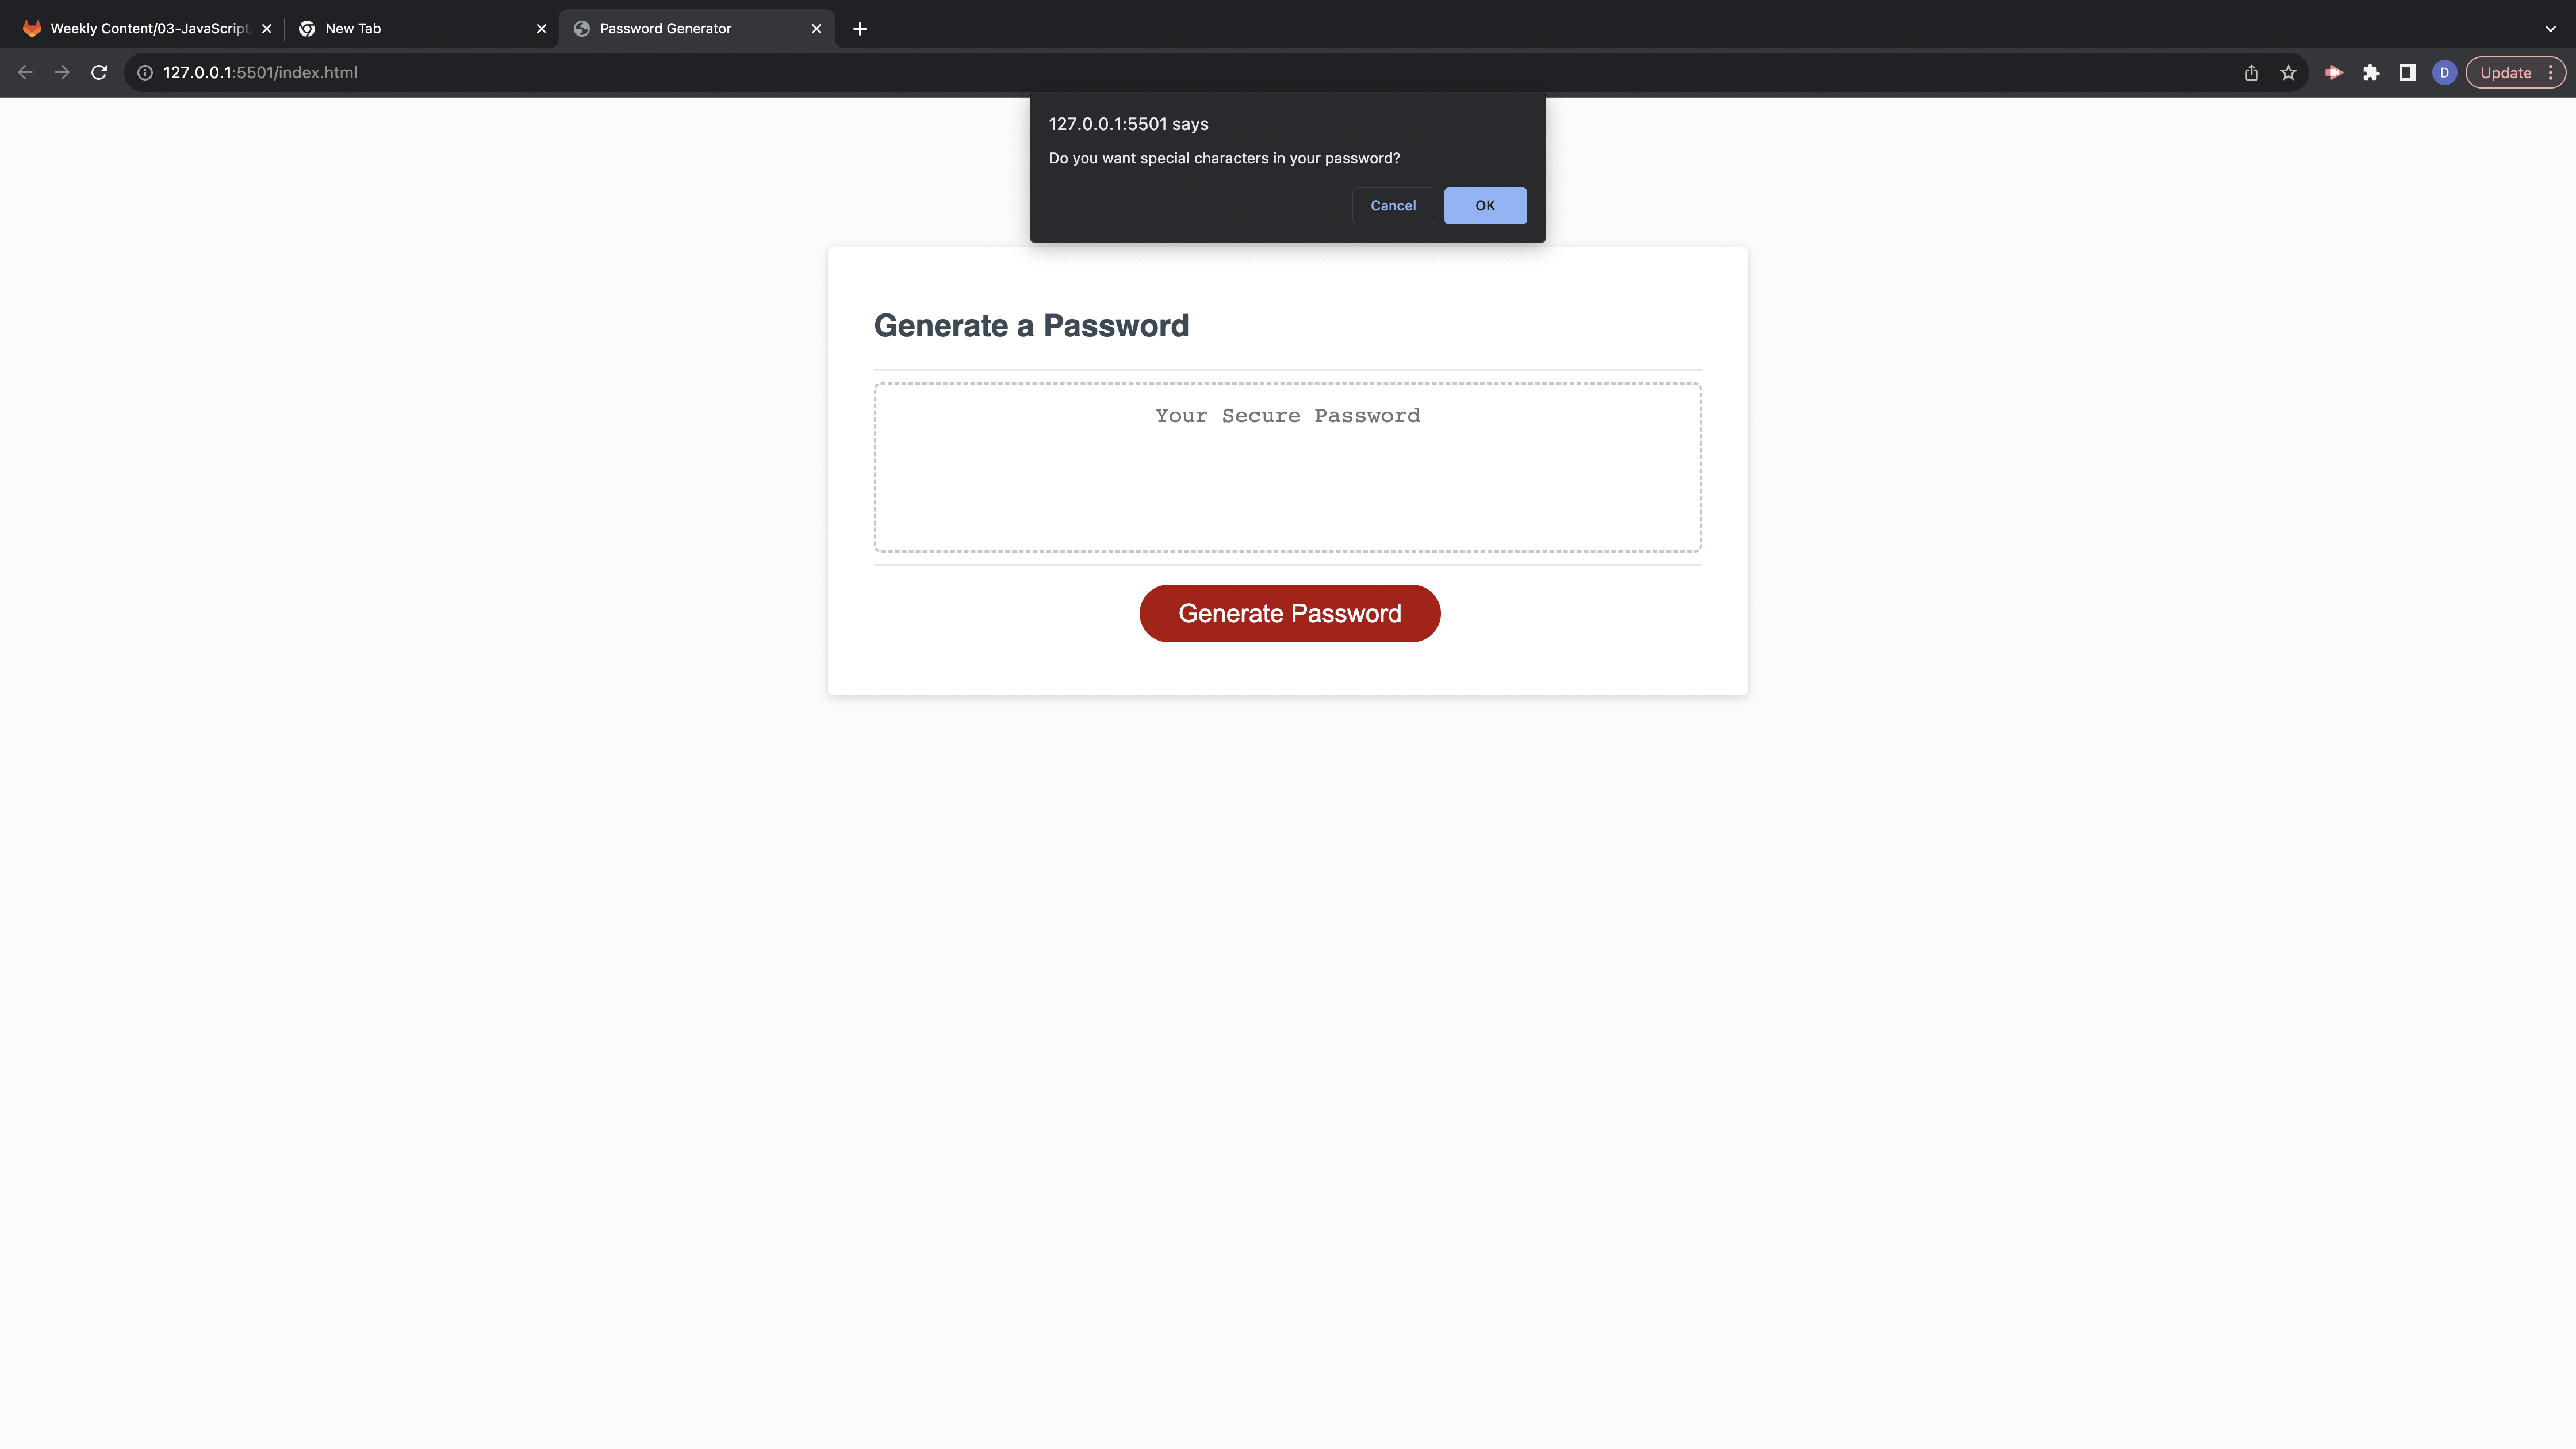 Weekly Content/03-JavaScript
New Tab
Password Generator
127.0.0.1:5501/index.html
D
Update
127.0.0.1:5501 says
Do you want special characters in your password?
Cancel
OK
Generate a Password
Your Secure Password
Generate Password